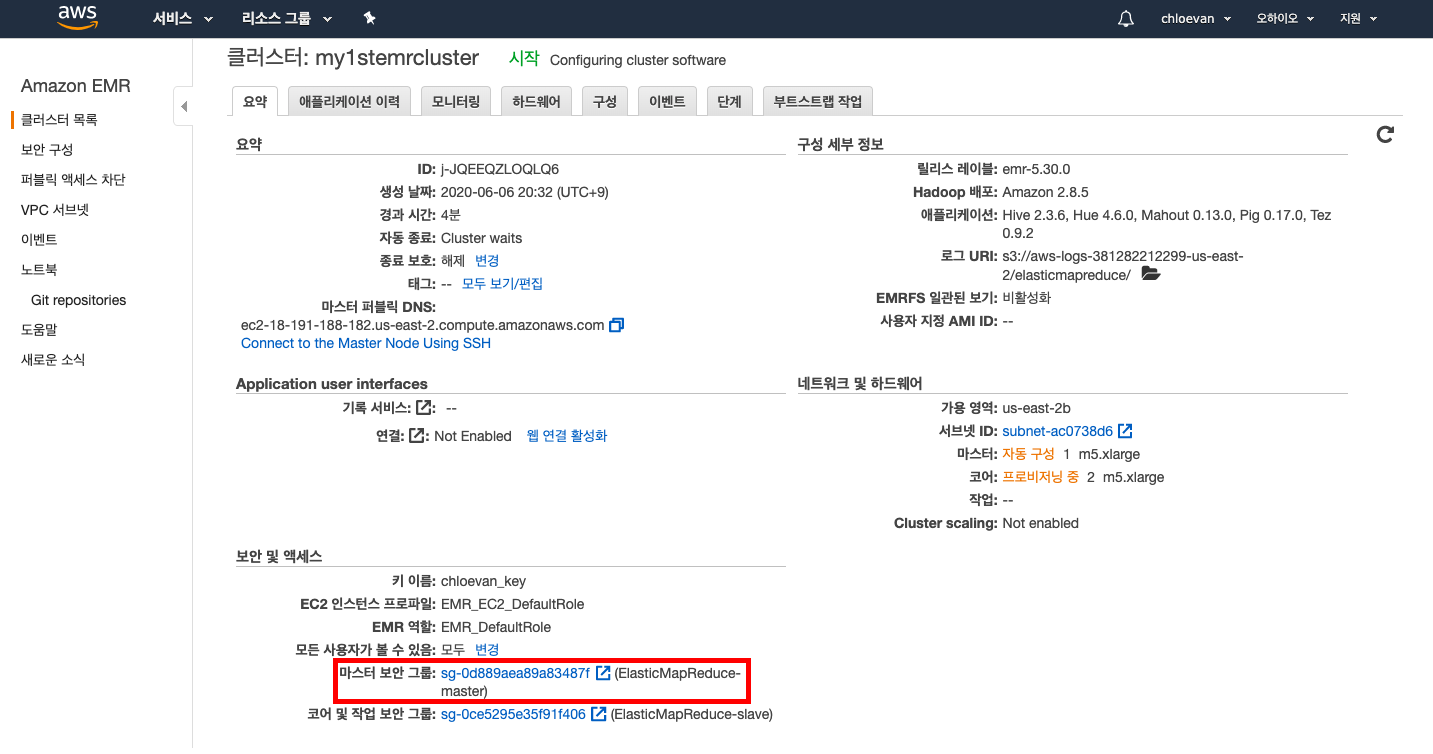 aws 서비스 리소스 그룹 chloevan 오하이오 지원
Amazon EMR
클러스터 목록
보안 구성
퍼블릭 액세스 차단
VPC 서브넷
이벤트
노트북
Git repositories
도움말
새로운 소식
클러스터: my1stemrcluster 시작 Configuring cluster software
요약 애플리케이션 이력 모니터링 하드웨어 구성 이벤트 단계 부트스트랩 작업
요약
ID: j-JQEEQZLOQLQ6
생성 날짜: 2020-06-06 20:32 (UTC+9)
경과 시간: 4분
자동 종료: Cluster waits
종료 보호: 해제 변경
태그: -- 모두 보기/편집
마스터 퍼블릭 DNS:
ec2-18-191-188-182.us-east-2.compute.amazonaws.com
Connect to the Master Node Using SSH
구성 세부 정보
릴리스 레이블: emr-5.30.0
Hadoop 배포: Amazon 2.8.5
애플리케이션: Hive 2.3.6, Hue 4.6.0, Mahout 0.13.0, Pig 0.17.0, Tez
0.9.2
로그 URI: s3://aws-logs-381282212299-us-east-
2/elasticmapreduce/
EMRFS 일관된 보기: 비활성화
사용자 지정 AMI ID: --
Application user interfaces
기록 서비스: : --
연결: : Not Enabled 웹 연결 활성화
네트워크 및 하드웨어
가용 영역: us-east-2b
서브넷 ID: subnet-ac0738d6
마스터: 자동 구성 1 m5.xlarge
코어: 프로비저닝 중 2 m5.xlarge
작업: --
Cluster scaling: Not enabled
보안 및 액세스
키 이름: chloevan_key
EC2 인스턴스 프로파일: EMR_EC2_DefaultRole
EMR 역할: EMR_DefaultRole
모든 사용자가 볼 수 있음: 모두 변경
마스터 보안 그룹: sg-0d889aea89a83487f (ElasticMapReduce-
master)
코어 및 작업 보안 그룹: sg-0ce5295e35f91f406 (ElasticMapReduce-slave)